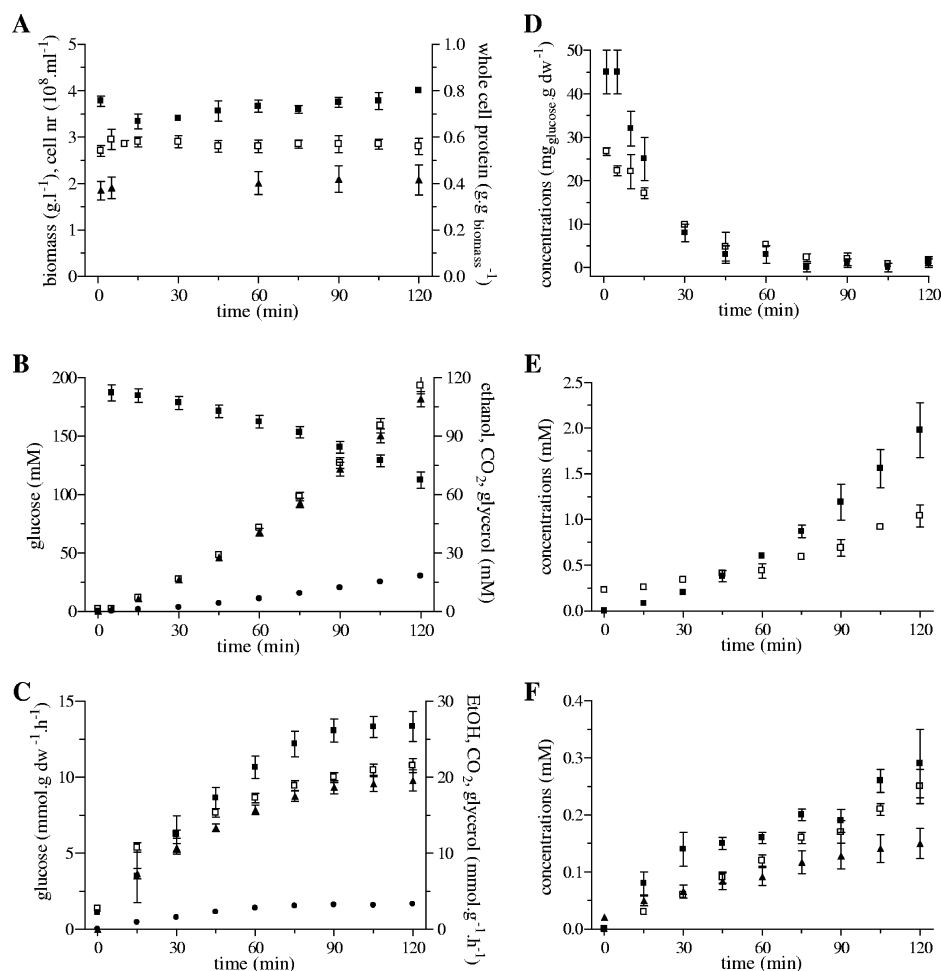 A
biomass (g.l⁻¹), cell nr (10⁸.ml⁻¹)
5
4
3
2
1
0
1.0
0.8
0.6
0.4
0.2
0.0
whole cell protein (g.g biomass⁻¹)
0 30 60 90 120
time (min)
D
concentrations (mg glucose.g dw⁻¹)
50
40
30
20
10
0
0 30 60 90 120
time (min)
B
glucose (mM)
200
150
100
50
0
120
90
60
30
0
ethanol, CO₂, glycerol (mM)
0 30 60 90 120
time (min)
E
concentrations (mM)
2.5
2.0
1.5
1.0
0.5
0.0
0 30 60 90 120
time (min)
C
glucose (mmol.g dw⁻¹.h⁻¹)
15
10
5
0
30
20
10
0
EtOH, CO₂, glycerol (mmol.g⁻¹.h⁻¹)
0 30 60 90 120
time (min)
F
concentrations (mM)
0.4
0.3
0.2
0.1
0.0
0 30 60 90 120
time (min)